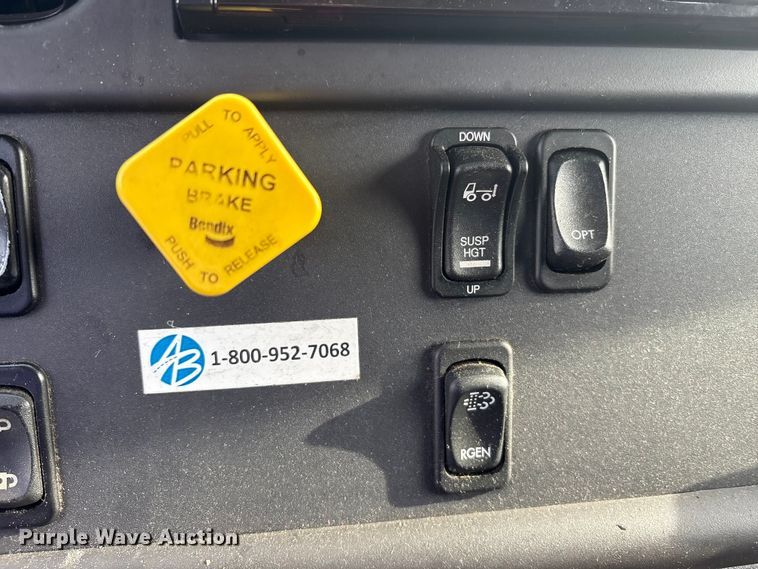 PULL TO APPLY
PARKING
BRAKE
Bendix
PUSH TO RELEASE
DOWN
SUSP
HGT
UP
OPT
AB 1-800-952-7068
RGEN
Purple Wave Auction